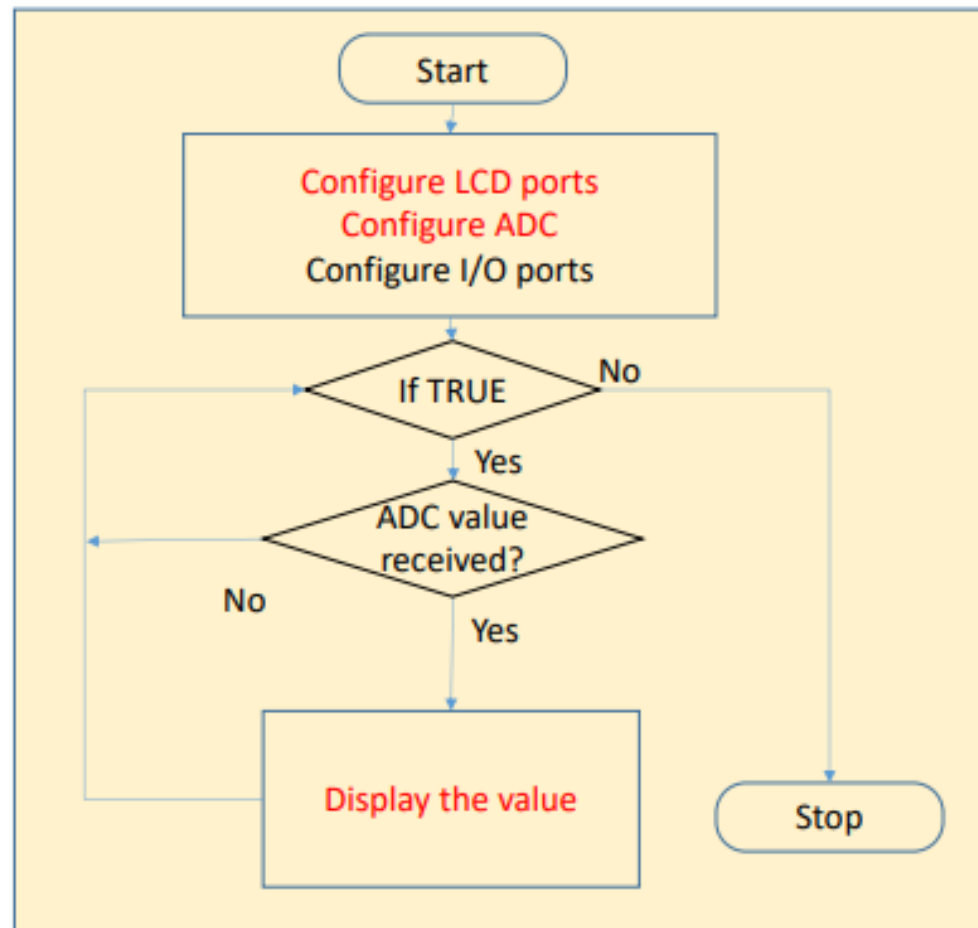 Start
Configure LCD ports
Configure ADC
Configure I/O ports
If TRUE
No
Yes
ADC value
received?
No
Yes
Display the value
Stop